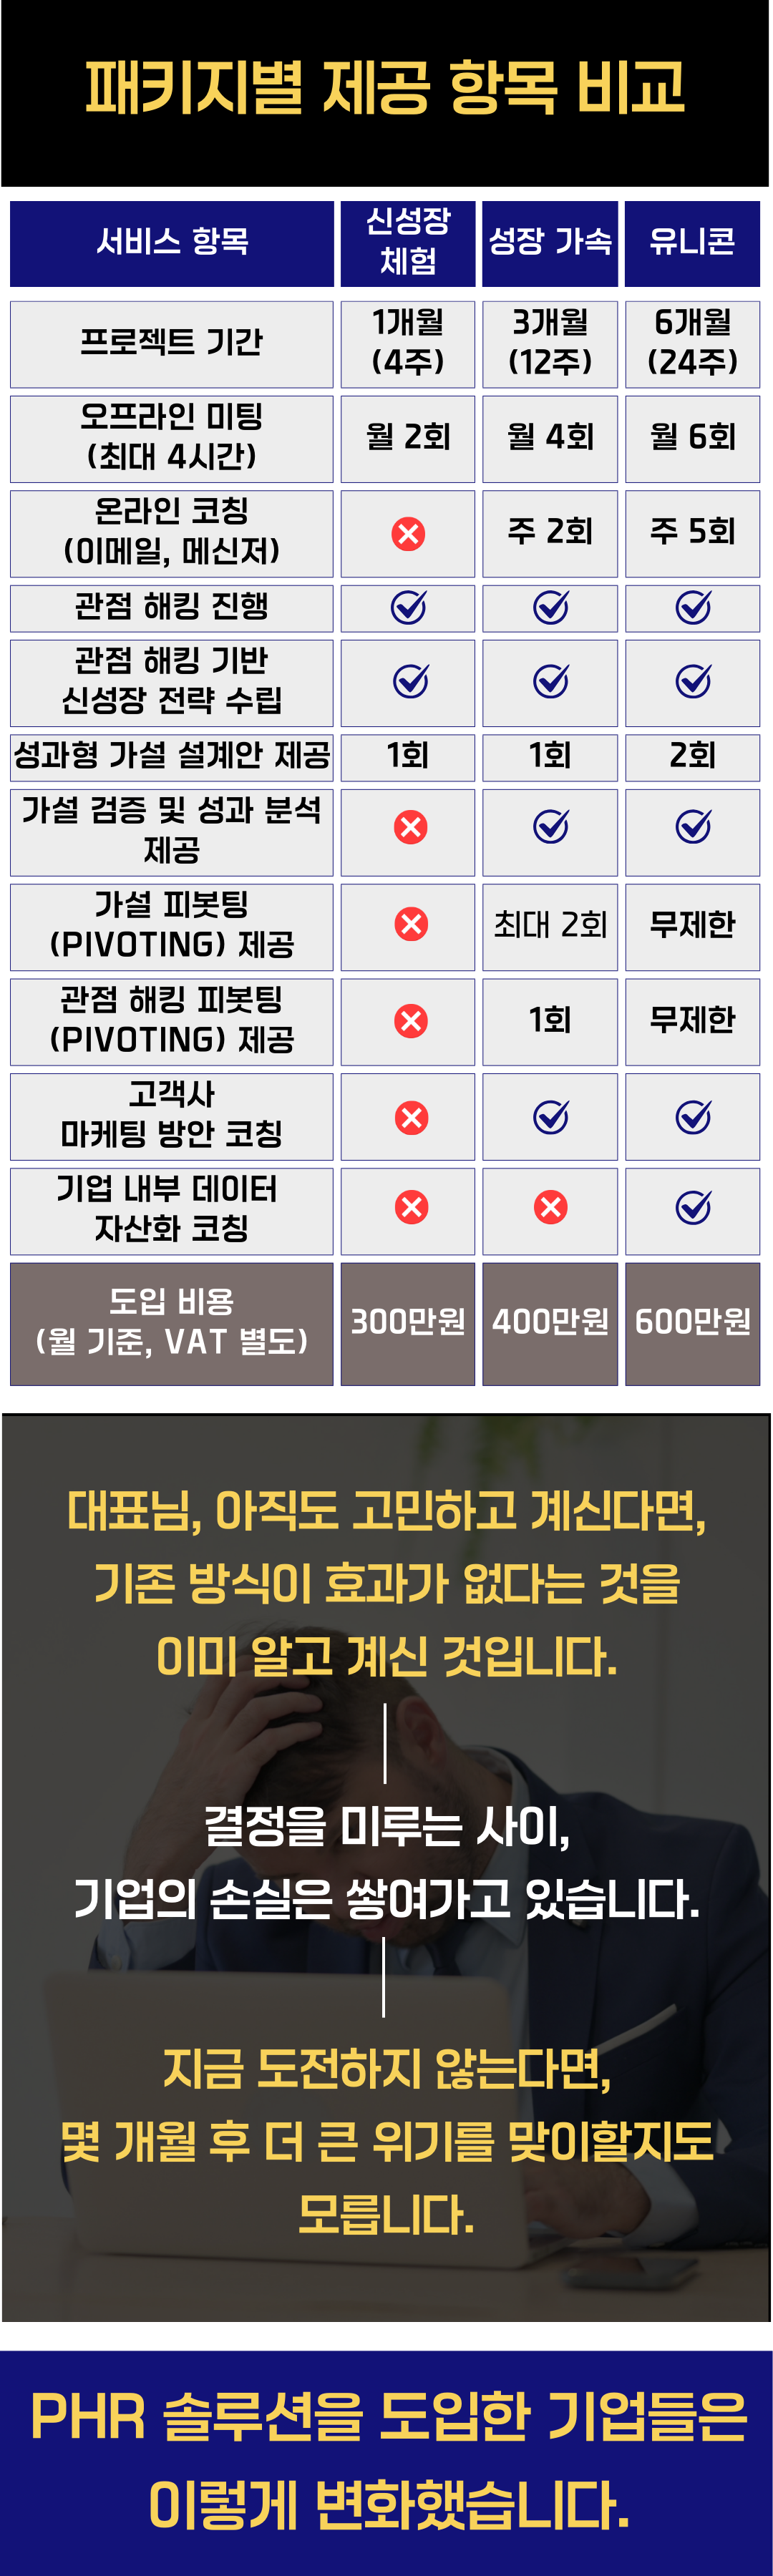 패키지별 제공 항목 비교
서비스 항목
신성장
체험
성장 가속
유니콘
프로젝트 기간
1개월
(4주)
3개월
(12주)
6개월
(24주)
오프라인 미팅
(최대 4시간)
월 2회
월 4회
월 6회
온라인 코칭
(이메일, 메신저)
주 2회
주 5회
관점 해킹 진행
관점 해킹 기반
신성장 전략 수립
성과형 가설 설계안 제공
1회
1회
2회
가설 검증 및 성과 분석
제공
가설 피봇팅
(PIVOTING) 제공
최대 2회
무제한
관점 해킹 피봇팅
(PIVOTING) 제공
1회
무제한
고객사
마케팅 방안 코칭
기업 내부 데이터
자산화 코칭
도입 비용
(월 기준, VAT 별도)
300만원
400만원
600만원
대표님, 아직도 고민하고 계신다면,
기존 방식이 효과가 없다는 것을
이미 알고 계신 것입니다.
결정을 미루는 사이,
기업의 손실은 쌓여가고 있습니다.
지금 도전하지 않는다면,
몇 개월 후 더 큰 위기를 맞이할지도
모릅니다.
PHR 솔루션을 도입한 기업들은
이렇게 변화했습니다.